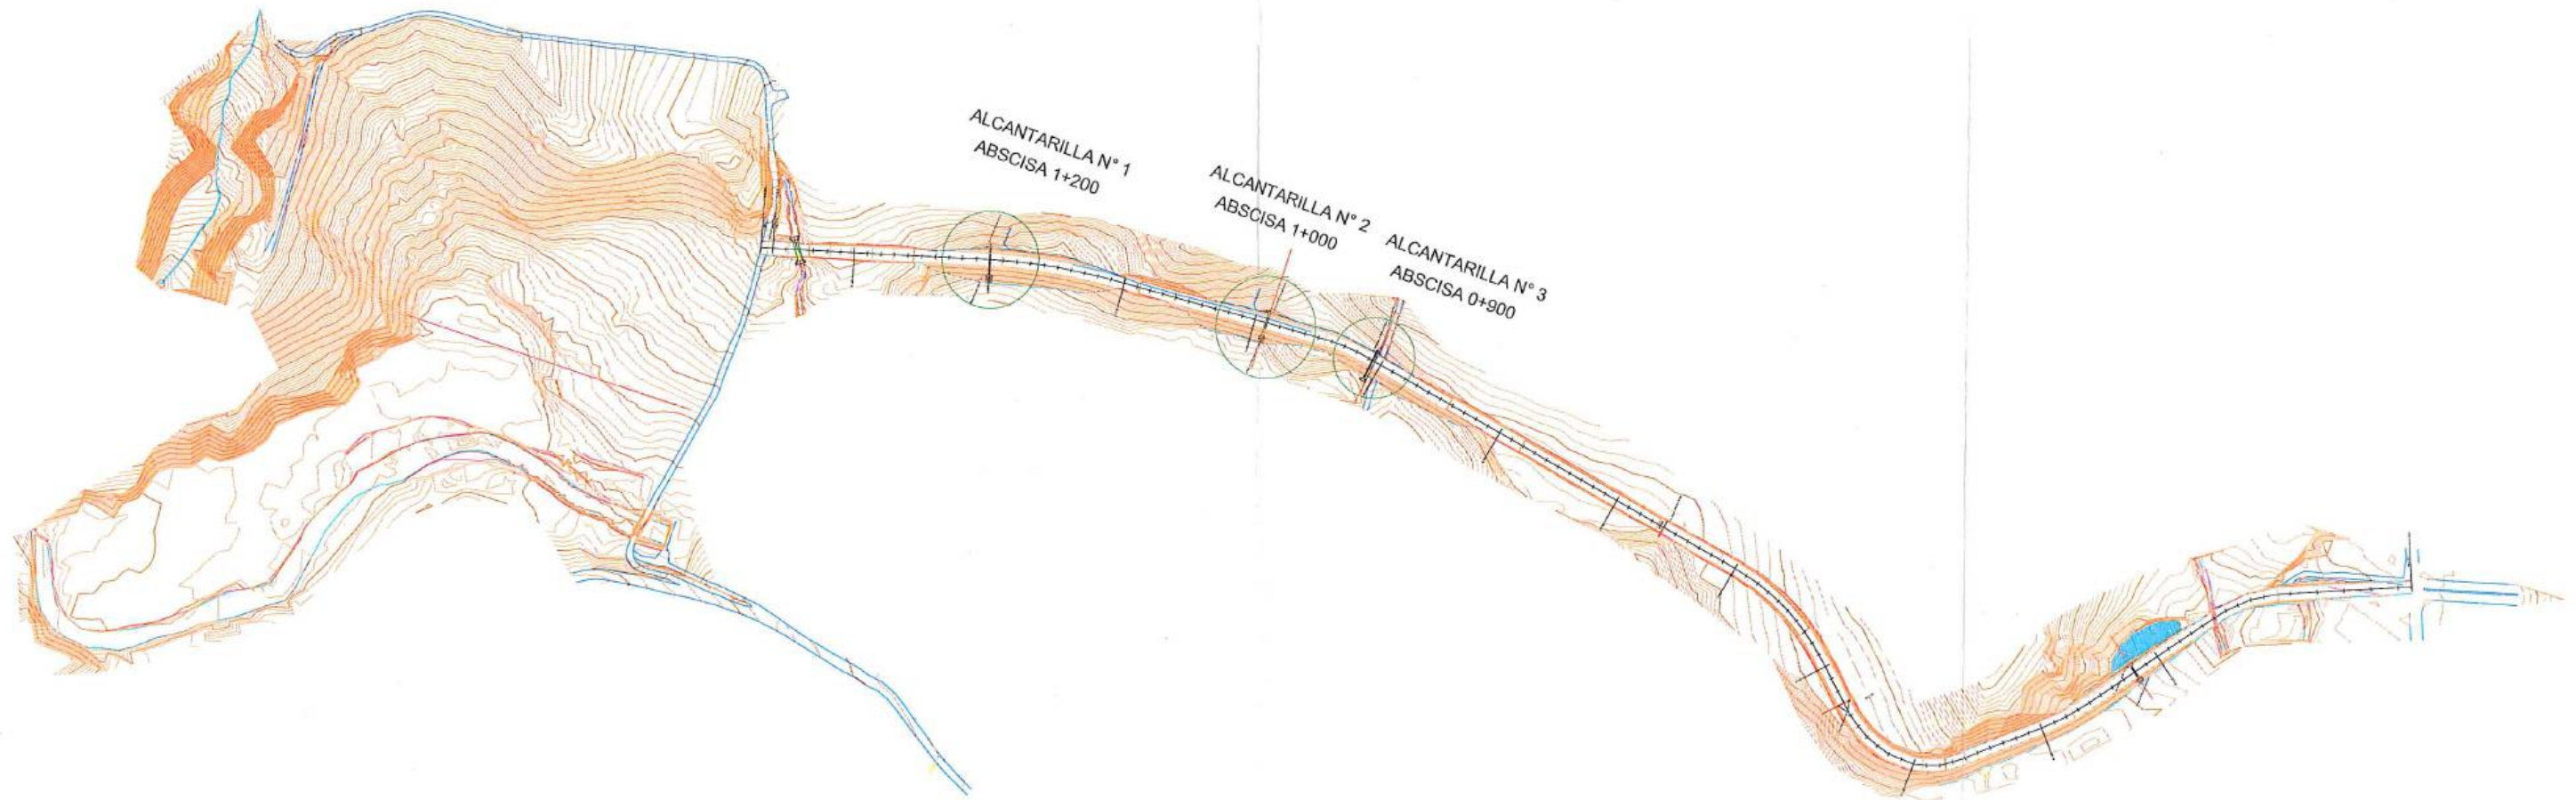 ALCANTARILLA N° 1
ABSCISA 1+200
ALCANTARILLA N° 2
ABSCISA 1+000
ALCANTARILLA N° 3
ABSCISA 0+900